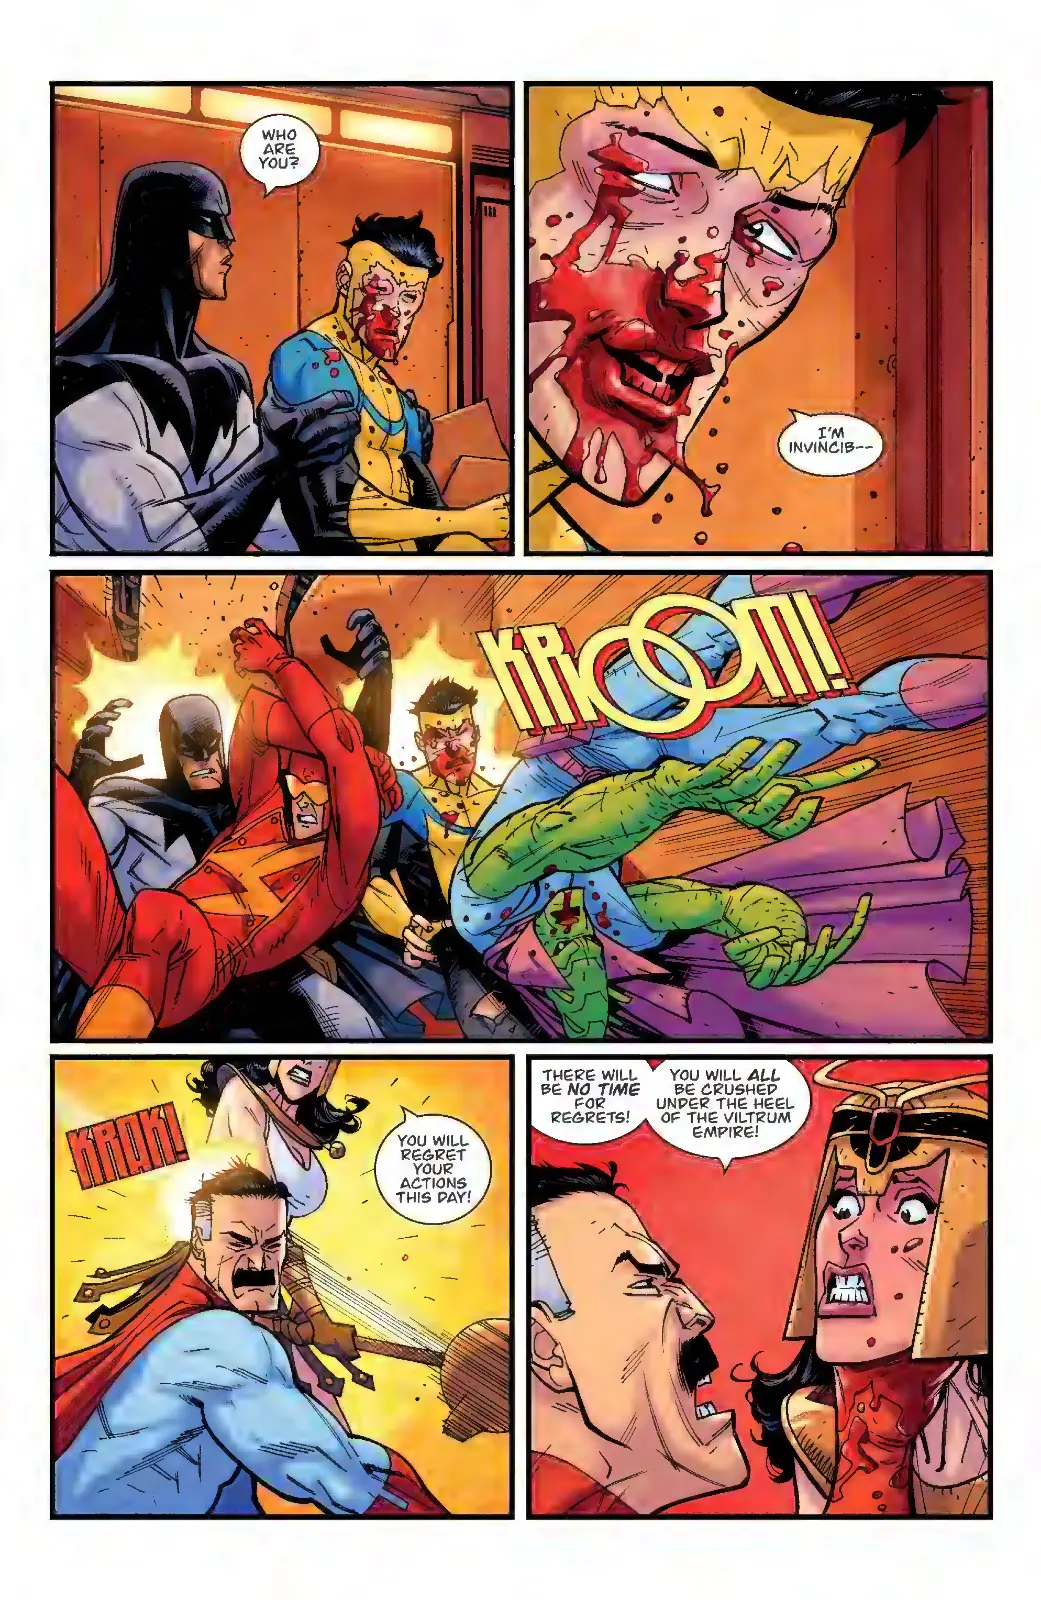 WHO
ARE
YOU?
I'M
INVINCIB--
KROOM!
KRAK!
YOU WILL
REGRET
YOUR
ACTIONS
THIS DAY!
THERE WILL
BE NO TIME
FOR
REGRETS!
YOU WILL ALL
BE CRUSHED
UNDER THE HEEL
OF THE VILTRUM
EMPIRE!